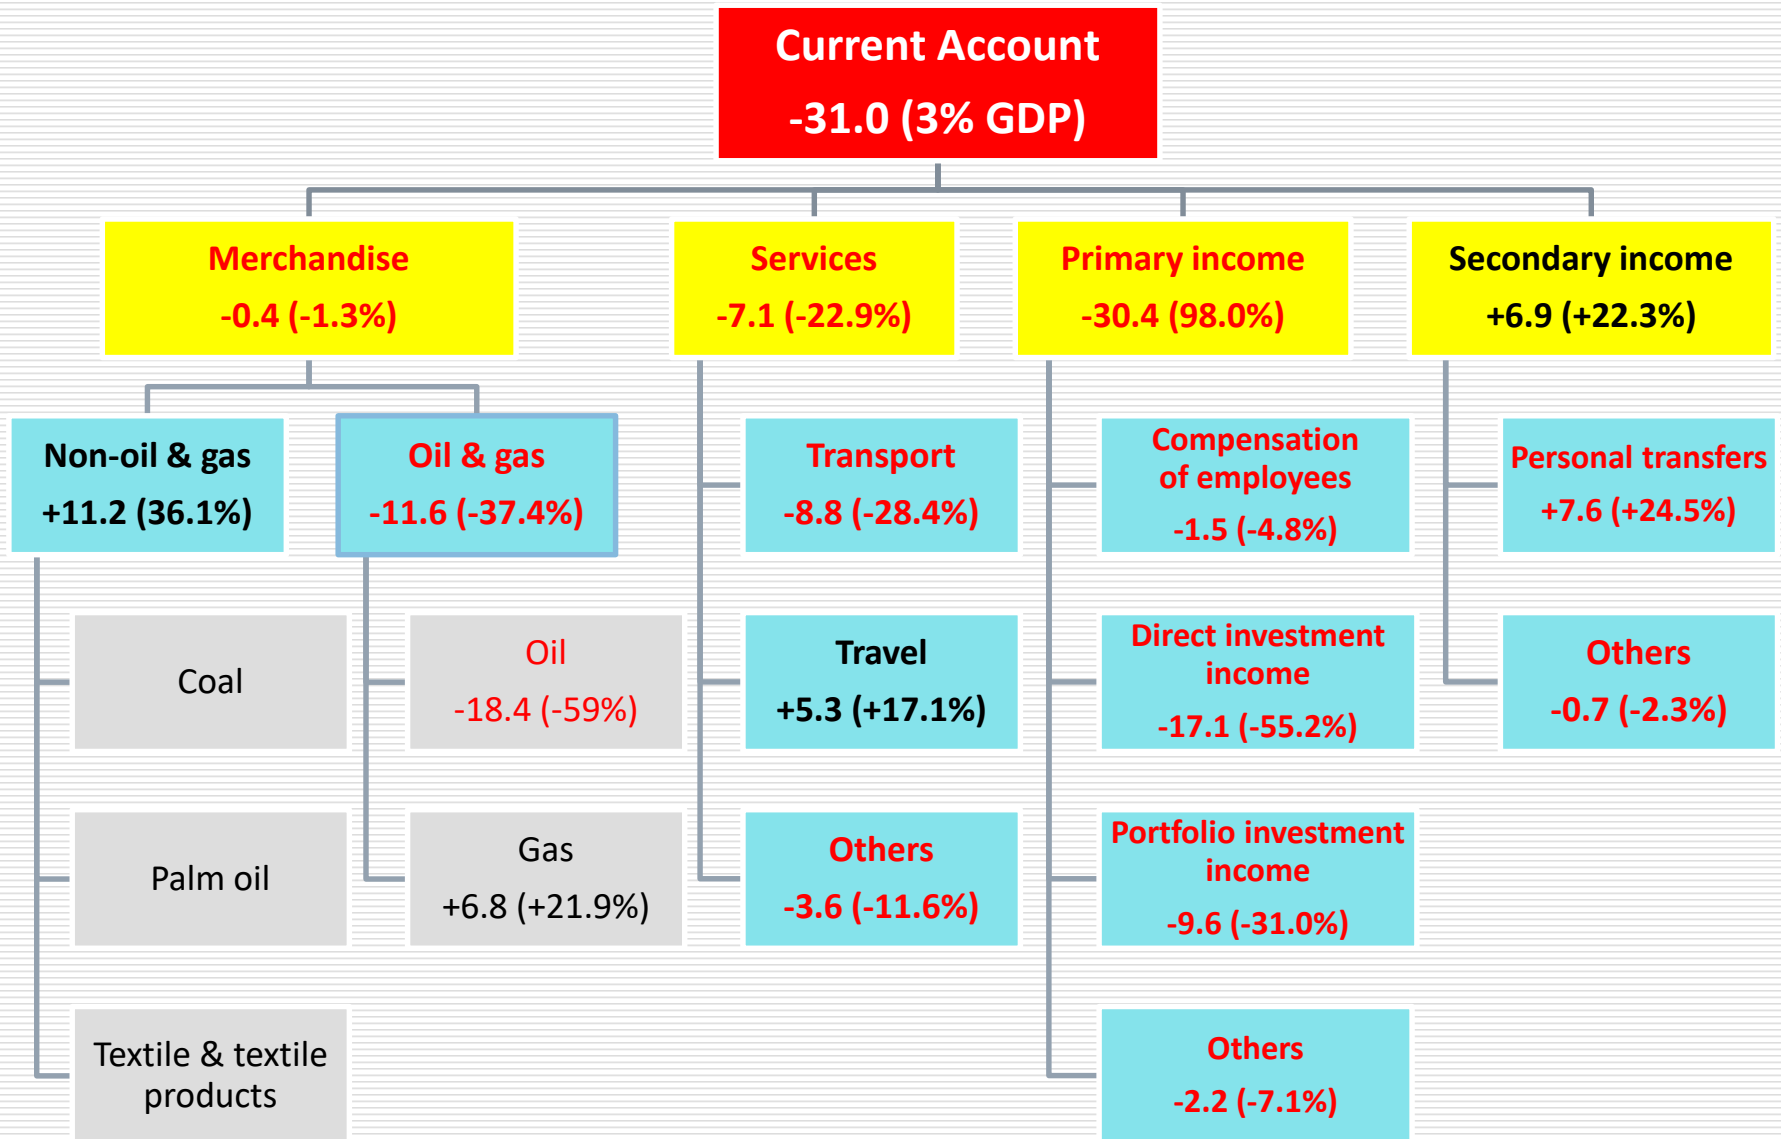 Current Account
-31.0 (3% GDP)
Merchandise
-0.4 (-1.3%)
Services
-7.1 (-22.9%)
Primary income
-30.4 (98.0%)
Secondary income
+6.9 (+22.3%)
Non-oil & gas
+11.2 (36.1%)
Oil & gas
-11.6 (-37.4%)
Transport
-8.8 (-28.4%)
Compensation
of employees
-1.5 (-4.8%)
Personal transfers
+7.6 (+24.5%)
Coal
Oil
-18.4 (-59%)
Travel
+5.3 (+17.1%)
Direct investment
income
-17.1 (-55.2%)
Others
-0.7 (-2.3%)
Palm oil
Gas
+6.8 (+21.9%)
Others
-3.6 (-11.6%)
Portfolio investment
income
-9.6 (-31.0%)
Textile & textile
products
Others
-2.2 (-7.1%)